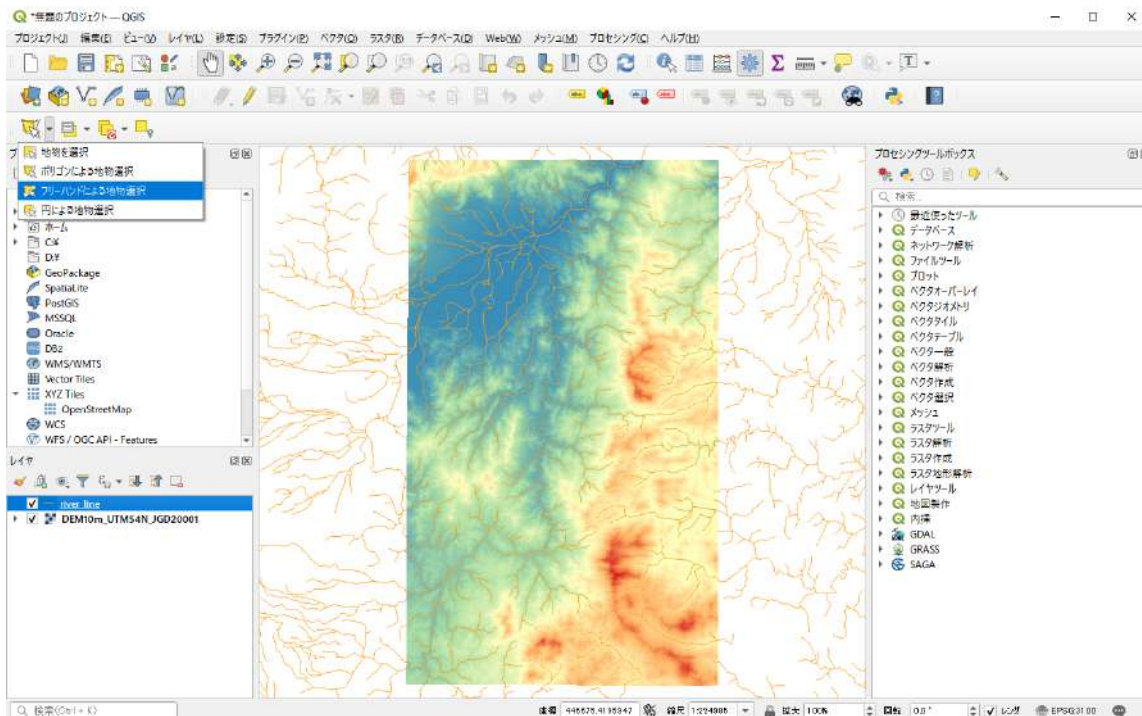 *無題のプロジェクト — QGIS
プロジェクト(J) 編集(E) ビュー(V) レイヤ(L) 設定(S) プラグイン(P) ベクタ(O) ラスタ(R) データベース(D) Web(W) メッシュ(M) プロセシング(C) ヘルプ(H)
地物を選択
ポリゴンによる地物選択
フリーハンドによる地物選択
円による地物選択
ホーム
C:¥
D:¥
GeoPackage
SpatiaLite
PostGIS
MSSQL
Oracle
DB2
WMS/WMTS
Vector Tiles
XYZ Tiles
OpenStreetMap
WCS
WFS / OGC API - Features
レイヤ
river_line
DEM10m_UTM54N_JGD20001
プロセシングツールボックス
検索...
最近使ったツール
データベース
ネットワーク解析
ファイルツール
プロット
ベクタオーバーレイ
ベクタジオメトリ
ベクタタイル
ベクタテーブル
ベクタ一般
ベクタ解析
ベクタ作成
ベクタ選択
メッシュ
ラスタツール
ラスタ解析
ラスタ作成
ラスタ地形解析
レイヤツール
地図製作
内挿
GDAL
GRASS
SAGA
検索(Ctrl + K)
座標 縮尺 1:224985 拡大 100% 回転 0.0 ° レンダ EPSG:3100